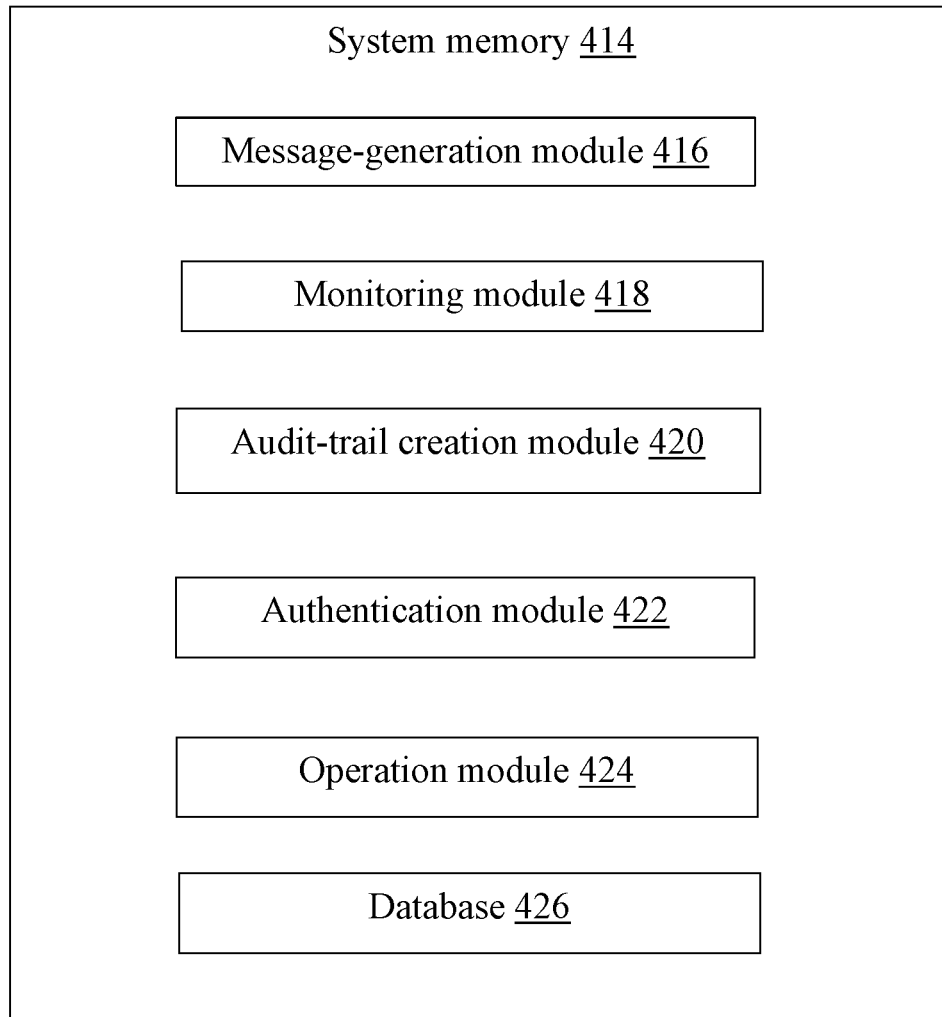 System memory 414
Message-generation module 416
Monitoring module 418
Audit-trail creation module 420
Authentication module 422
Operation module 424
Database 426